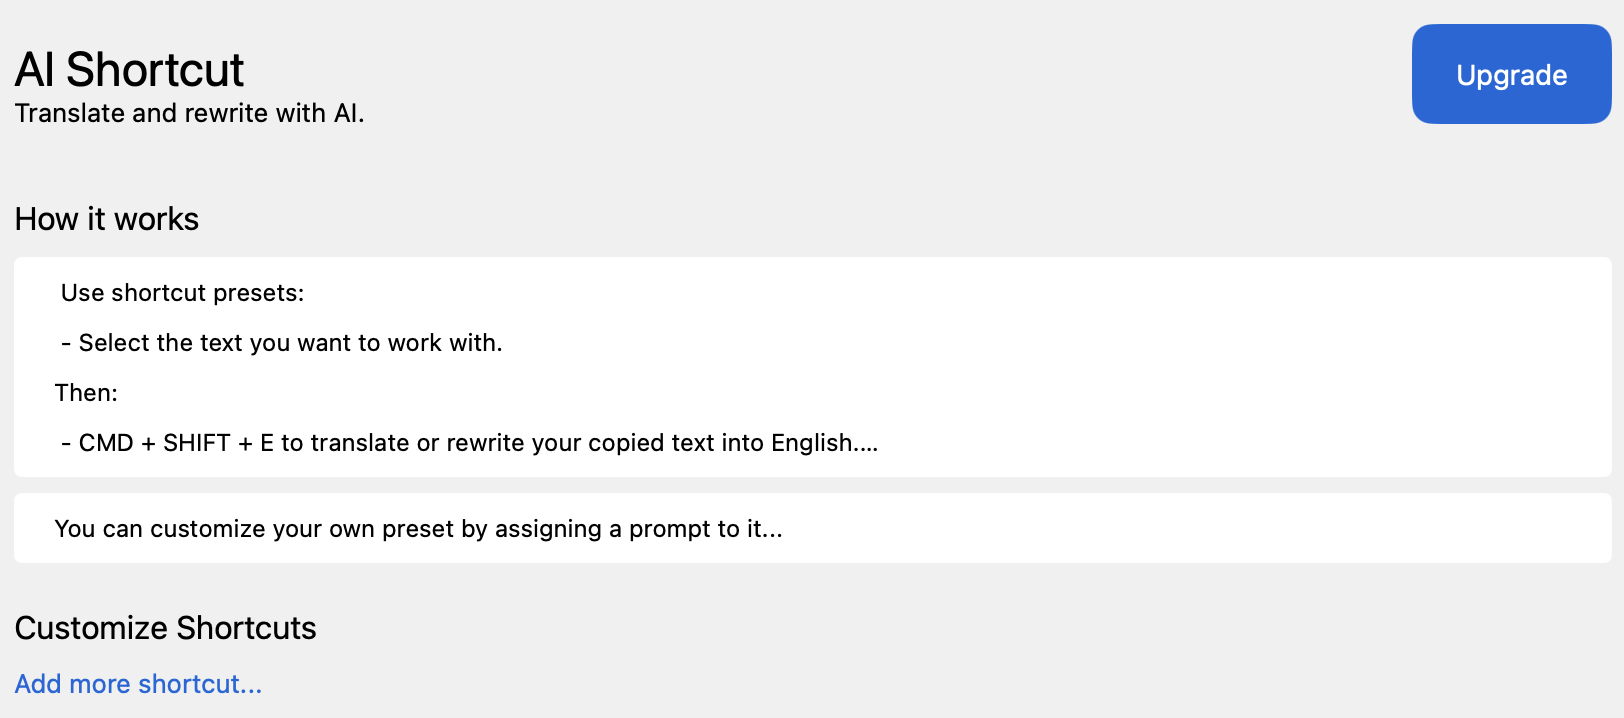 AI Shortcut
Upgrade
Translate and rewrite with AI.
How it works
Use shortcut presets:
- Select the text you want to work with.
Then:
- CMD + SHIFT + E to translate or rewrite your copied text into English....
You can customize your own preset by assigning a prompt to it...
Customize Shortcuts
Add more shortcut...